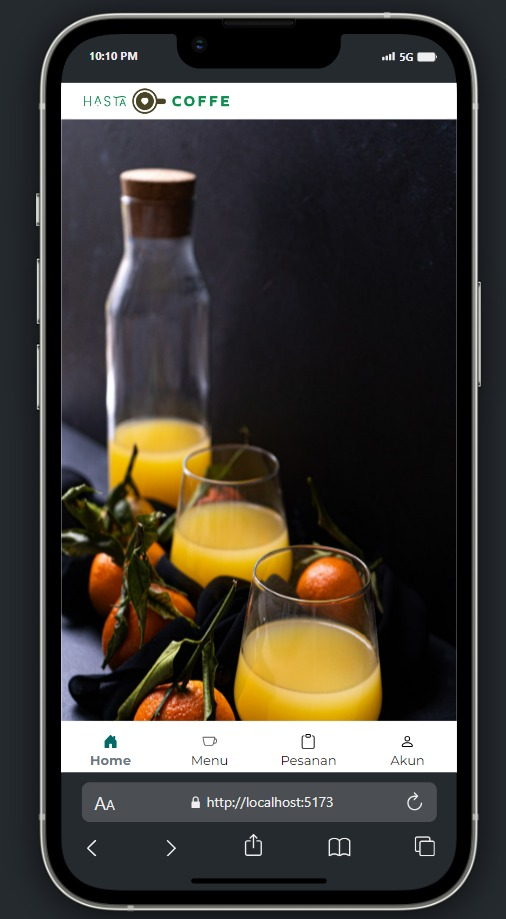 10:10 PM 5G
HASTA COFFE
Home Menu Pesanan Akun
AA http://localhost:5173